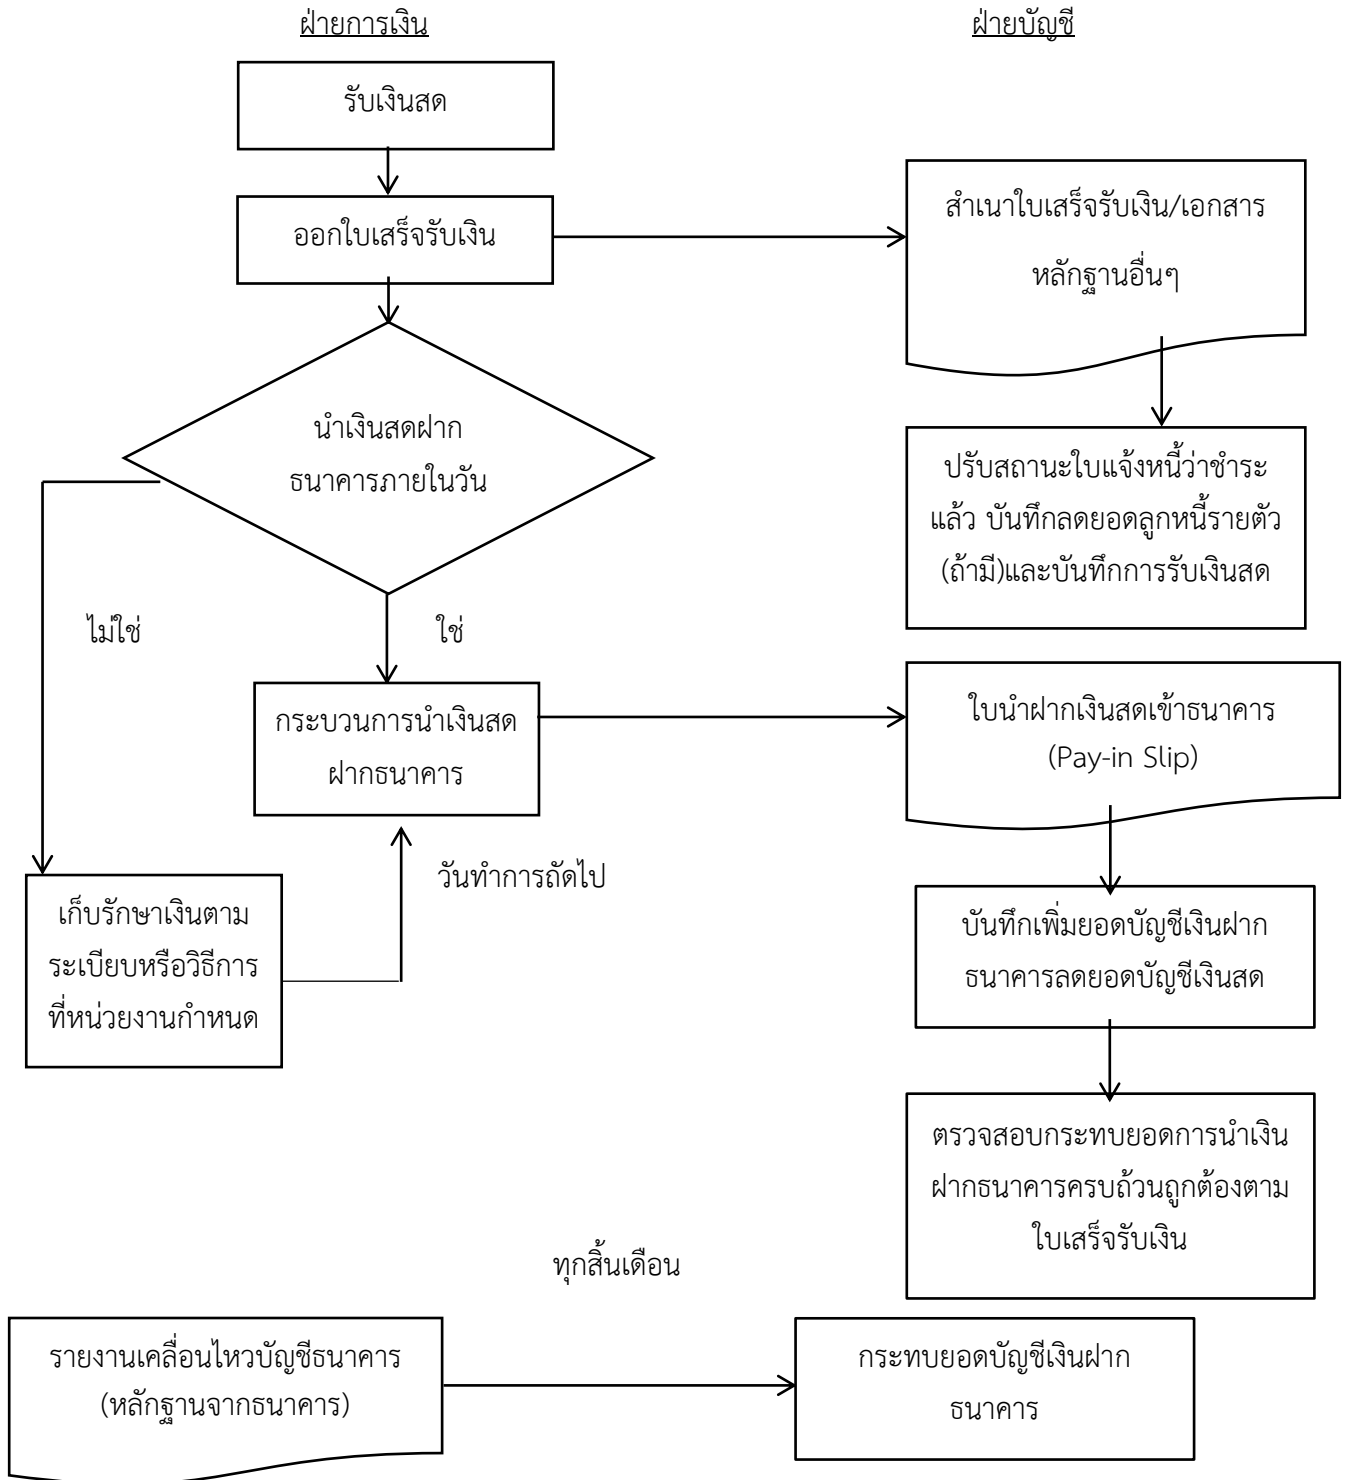 ฝ่ายการเงิน
ฝ่ายบัญชี
รับเงินสด
ออกใบเสร็จรับเงิน
สำเนาใบเสร็จรับเงิน/เอกสาร
หลักฐานอื่นๆ
นำเงินสดฝาก
ธนาคารภายในวัน
ปรับสถานะใบแจ้งหนี้ว่าชำระ
แล้ว บันทึกลดยอดลูกหนี้รายตัว
(ถ้ามี)และบันทึกการรับเงินสด
ไม่ใช่
ใช่
กระบวนการนำเงินสด
ฝากธนาคาร
ใบนำฝากเงินสดเข้าธนาคาร
(Pay-in Slip)
วันทำการถัดไป
เก็บรักษาเงินตาม
ระเบียบหรือวิธีการ
ที่หน่วยงานกำหนด
บันทึกเพิ่มยอดบัญชีเงินฝาก
ธนาคารลดยอดบัญชีเงินสด
ตรวจสอบกระทบยอดการนำเงิน
ฝากธนาคารครบถ้วนถูกต้องตาม
ใบเสร็จรับเงิน
ทุกสิ้นเดือน
รายงานเคลื่อนไหวบัญชีธนาคาร
(หลักฐานจากธนาคาร)
กระทบยอดบัญชีเงินฝาก
ธนาคาร